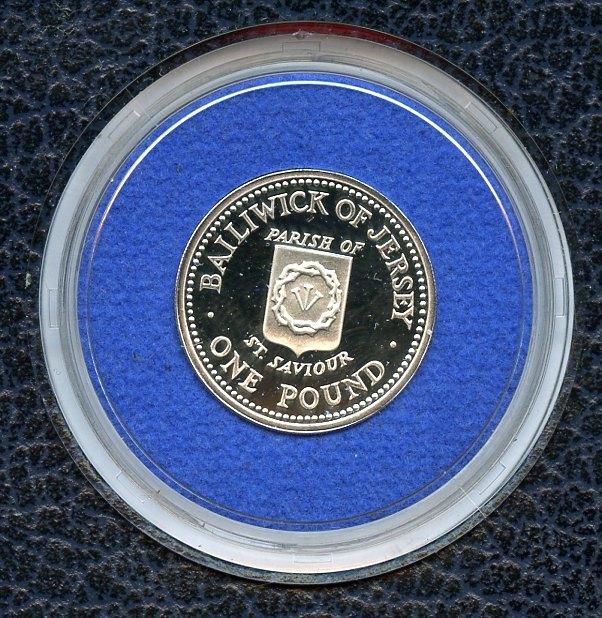 BAILIWICK OF JERSEY
PARISH OF
ST. SAVIOUR
· ONE POUND ·